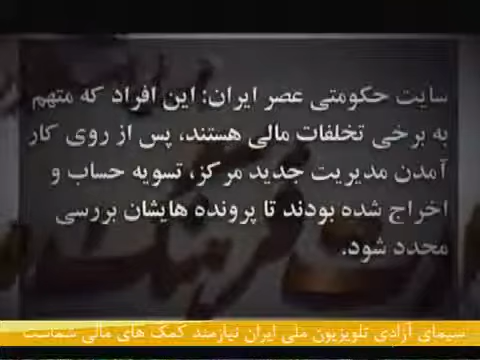 سایت حکومتی عصر ایران: این افراد که متهم
به برخی تخلفات مالی هستند، پس از روی کار
آمدن مدیریت جدید مرکز، تسویه حساب و
اخراج شده بودند تا پرونده هایشان بررسی
مجدد شود.
سیمای آزادی تلویزیون ملی ایران نیازمند کمک های مالی شماست